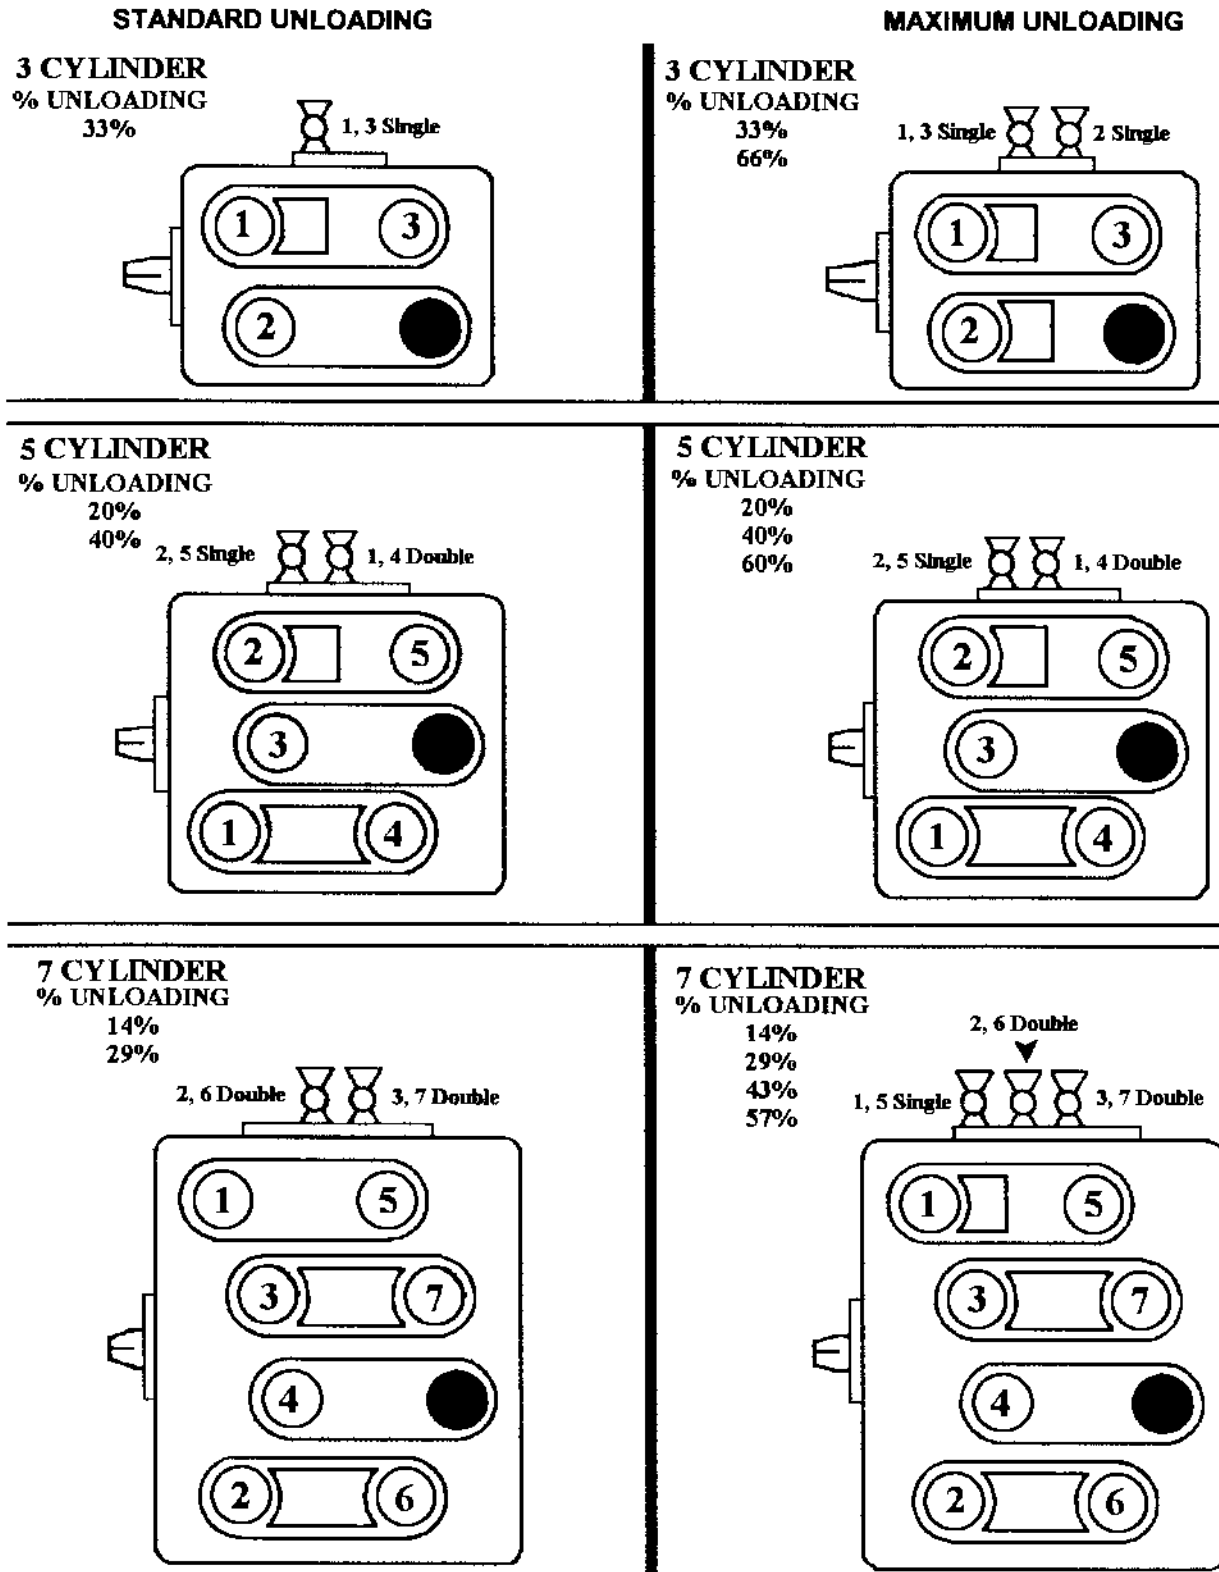 STANDARD UNLOADING
3 CYLINDER
% UNLOADING
33%
1, 3 Single
1
3
2
MAXIMUM UNLOADING
3 CYLINDER
% UNLOADING
33%
66%
1, 3 Single
2 Single
1
3
2
5 CYLINDER
% UNLOADING
20%
40%
2, 5 Single
1, 4 Double
2
5
3
1
4
5 CYLINDER
% UNLOADING
20%
40%
60%
2, 5 Single
1, 4 Double
2
5
3
1
4
7 CYLINDER
% UNLOADING
14%
29%
2, 6 Double
3, 7 Double
1
5
3
7
4
2
6
7 CYLINDER
% UNLOADING
14%
29%
43%
57%
2, 6 Double
1, 5 Single
3, 7 Double
1
5
3
7
4
2
6